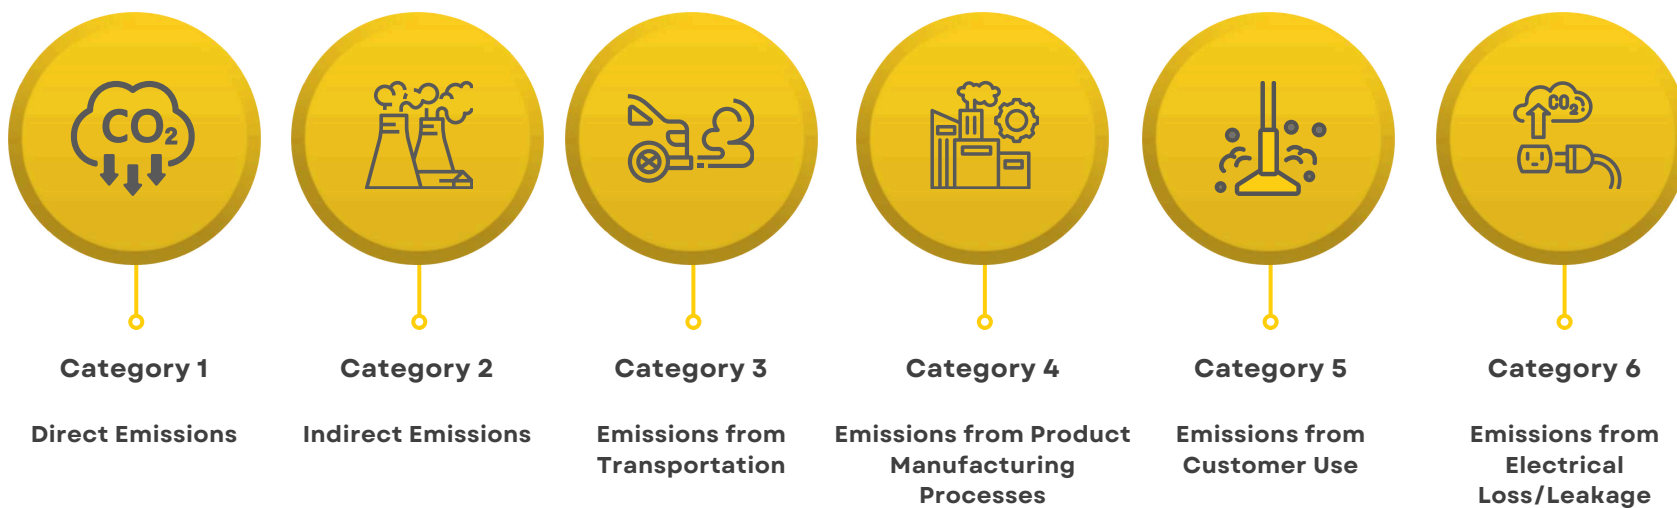 CO₂
CO₂
Category 1
Direct Emissions
Category 2
Indirect Emissions
Category 3
Emissions from
Transportation
Category 4
Emissions from Product
Manufacturing
Processes
Category 5
Emissions from
Customer Use
Category 6
Emissions from
Electrical
Loss/Leakage